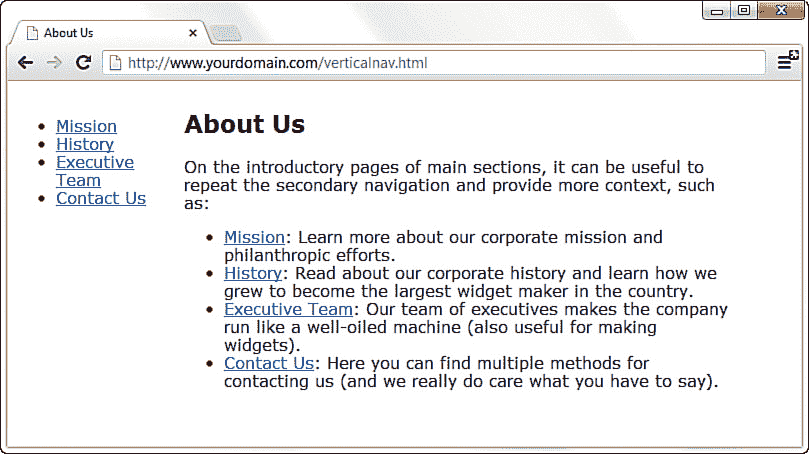 About Us
http://www.yourdomain.com/verticalnav.html
Mission
History
Executive
Team
Contact Us
About Us
On the introductory pages of main sections, it can be useful to
repeat the secondary navigation and provide more context, such
as:
Mission: Learn more about our corporate mission and
philanthropic efforts.
History: Read about our corporate history and learn how we
grew to become the largest widget maker in the country.
Executive Team: Our team of executives makes the company
run like a well-oiled machine (also useful for making
widgets).
Contact Us: Here you can find multiple methods for
contacting us (and we really do care what you have to say).